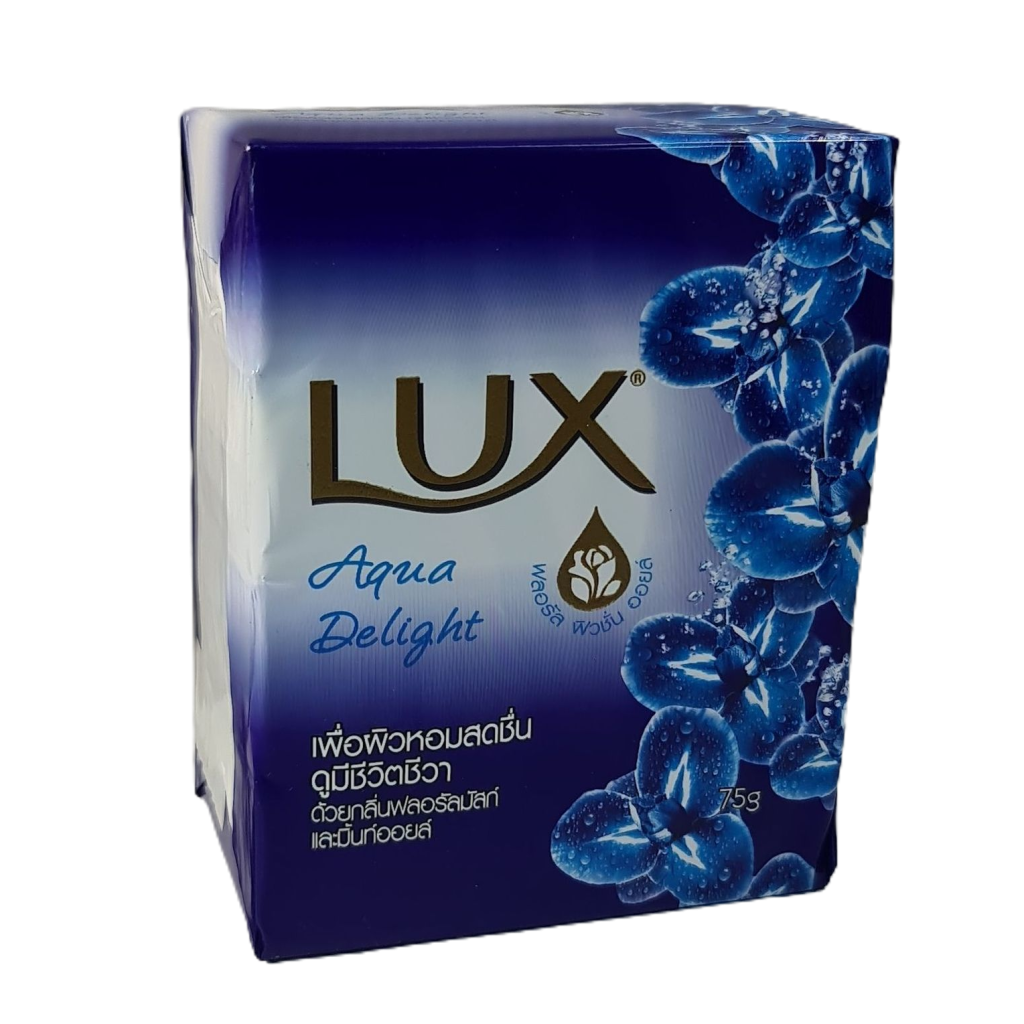 Aqua Delight
LUX®
Aqua
Delight
ฟลอรัล ฟิวชั่น ออยล์
เพื่อผิวหอมสดชื่น
ดูมีชีวิตชีวา
ด้วยกลิ่นฟลอรัลมัสก์
และมิ้นท์ออยล์
75g